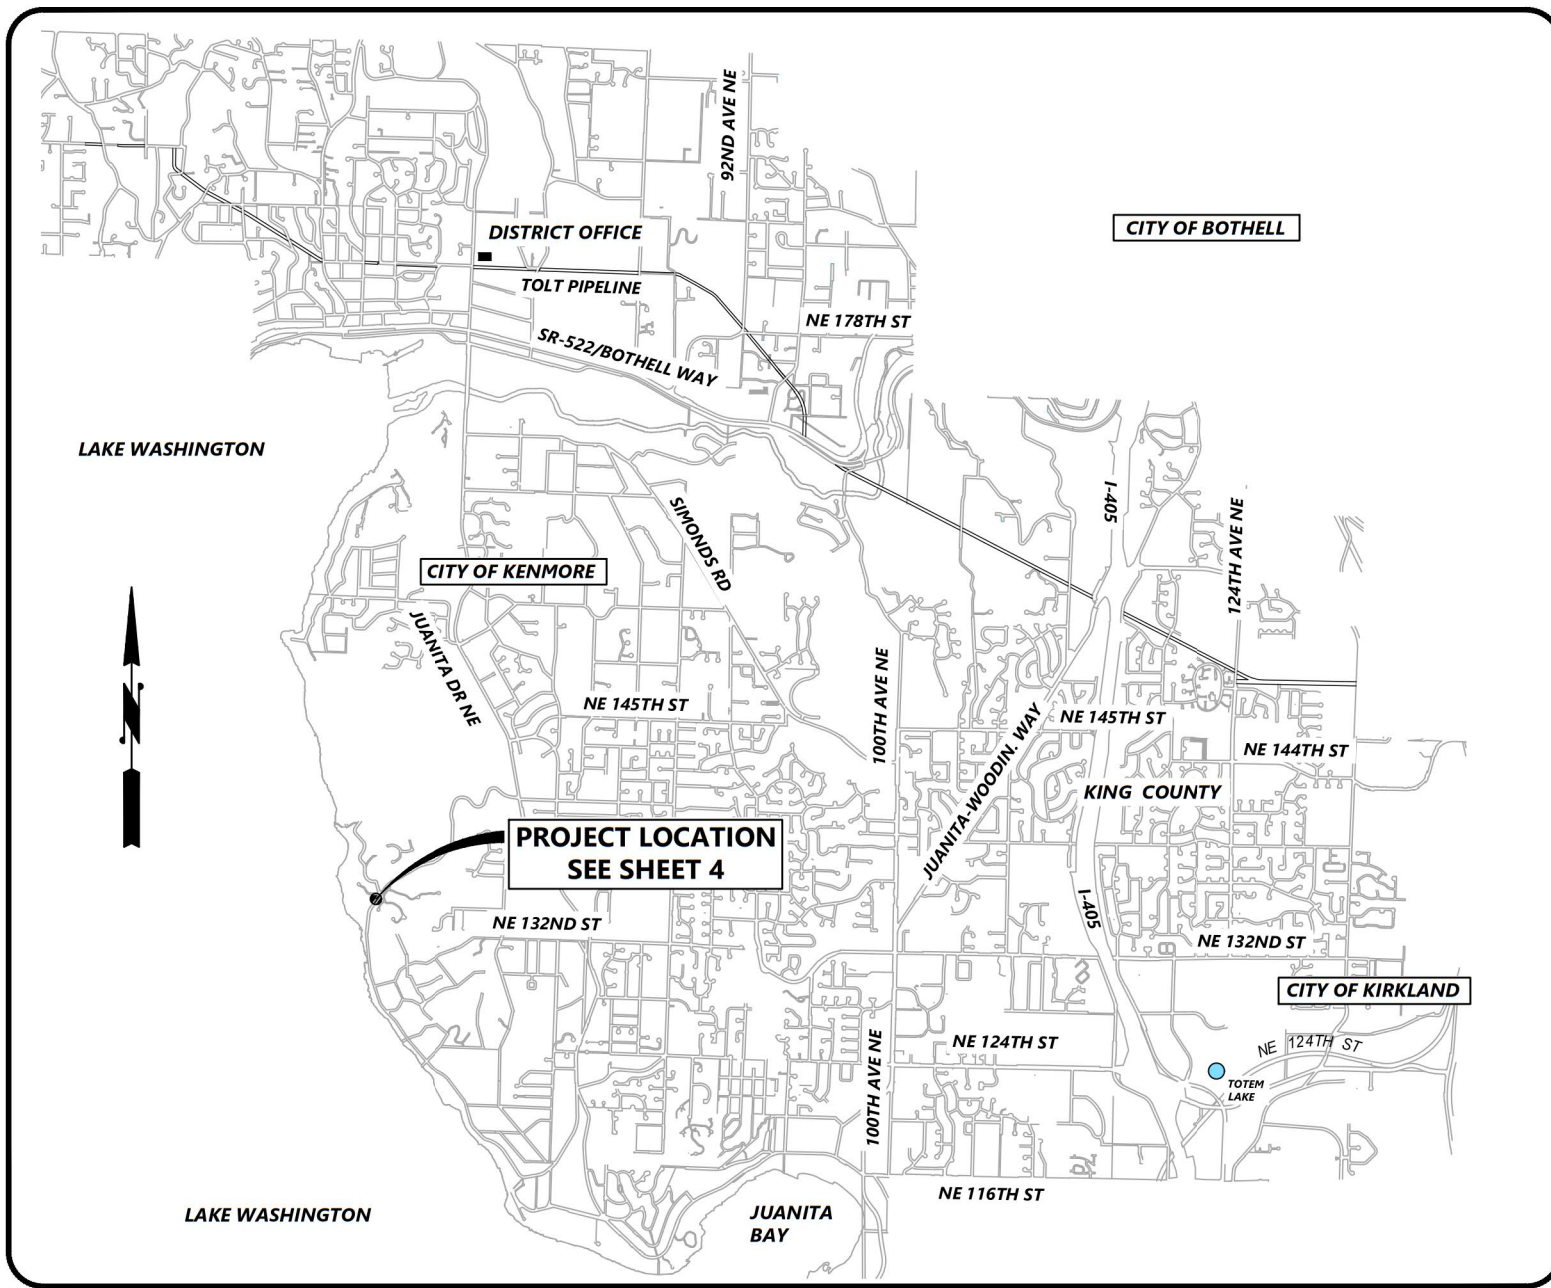 92ND AVE NE
CITY OF BOTHELL
DISTRICT OFFICE
TOLT PIPELINE
NE 178TH ST
SR-522/BOTHELL WAY
LAKE WASHINGTON
I-405
SIMONDS RD
124TH AVE NE
CITY OF KENMORE
JUANITA DR NE
N
NE 145TH ST
100TH AVE NE
JUANITA-WOODIN. WAY
NE 145TH ST
NE 144TH ST
KING COUNTY
PROJECT LOCATION
SEE SHEET 4
I-405
NE 132ND ST
NE 132ND ST
CITY OF KIRKLAND
100TH AVE NE
NE 124TH ST
NE 124TH ST
TOTEM
LAKE
NE 116TH ST
LAKE WASHINGTON
JUANITA
BAY